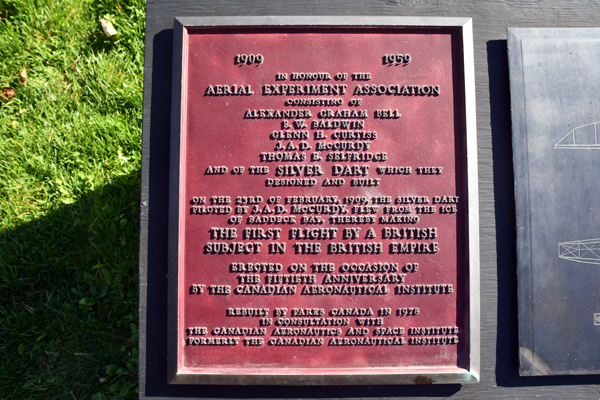 1909 1959
IN HONOUR OF THE
AERIAL EXPERIMENT ASSOCIATION
CONSISTING OF
ALEXANDER GRAHAM BELL
F. W. BALDWIN
GLENN H. CURTISS
J. A. D. McCURDY
THOMAS E. SELFRIDGE
AND OF THE SILVER DART WHICH THEY
DESIGNED AND BUILT
ON THE 23RD OF FEBRUARY, 1909, THE SILVER DART
PILOTED BY J. A. D. McCURDY, FLEW FROM THE ICE
OF BADDECK BAY, THEREBY MAKING
THE FIRST FLIGHT BY A BRITISH
SUBJECT IN THE BRITISH EMPIRE
ERECTED ON THE OCCASION OF
THE FIFTIETH ANNIVERSARY
BY THE CANADIAN AERONAUTICAL INSTITUTE
REBUILT BY PARKS CANADA IN 1978
IN CONSULTATION WITH
THE CANADIAN AERONAUTICS AND SPACE INSTITUTE
FORMERLY THE CANADIAN AERONAUTICAL INSTITUTE